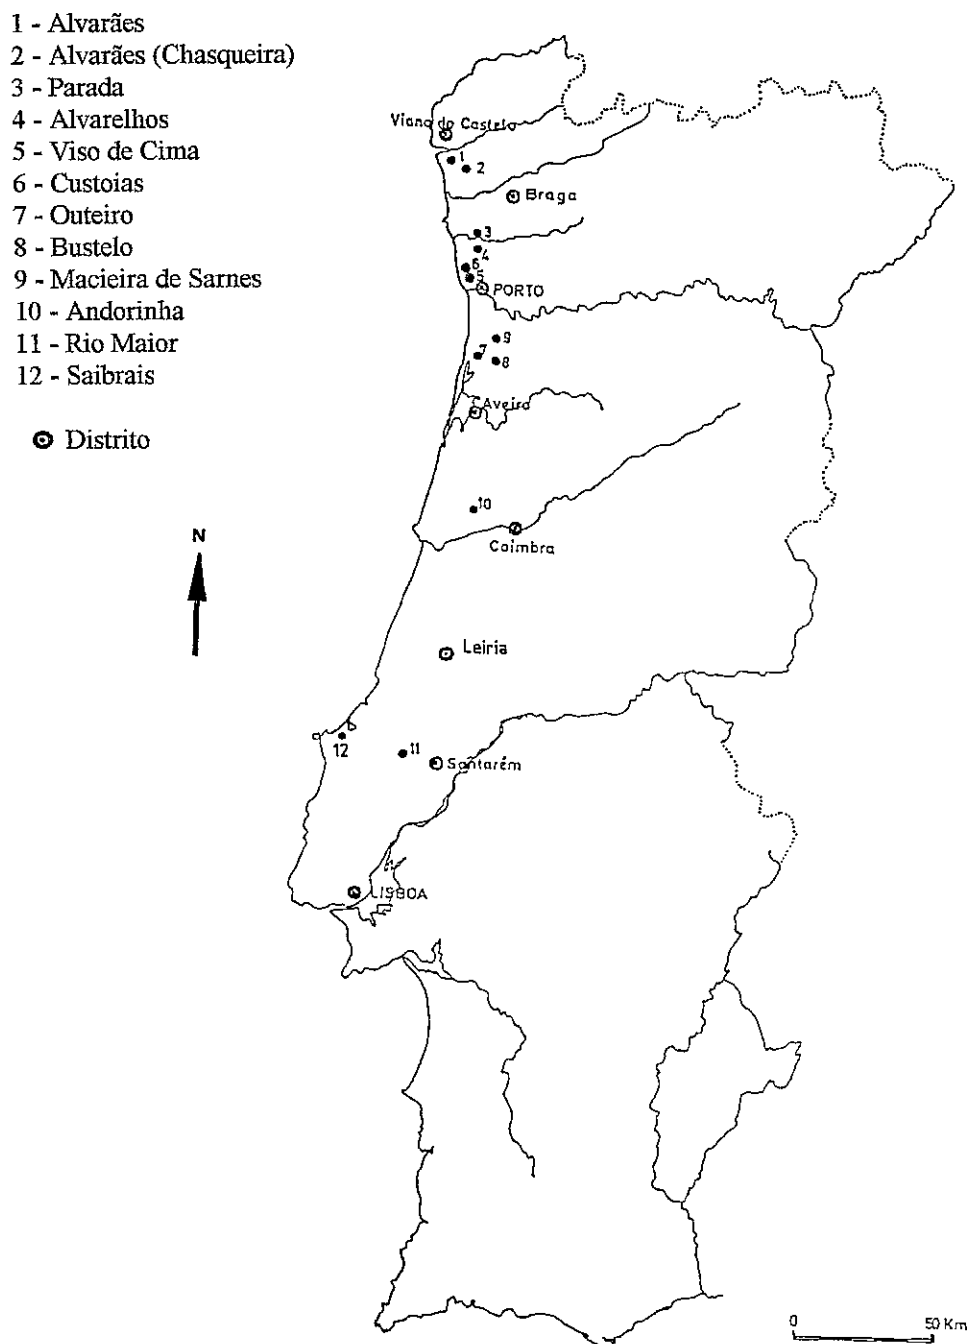 1 - Alvarães
2 - Alvarães (Chasqueira)
3 - Parada
4 - Alvarelhos
5 - Viso de Cima
6 - Custoias
7 - Outeiro
8 - Bustelo
9 - Macieira de Sarnes
10 - Andorinha
11 - Rio Maior
12 - Saibrais
Distrito
N
Viana do Castelo
1
2
Braga
3
4
6
5
PORTO
9
7
8
Aveiro
10
Coimbra
Leiria
12
11
Santarém
LISBOA
0
50 Km